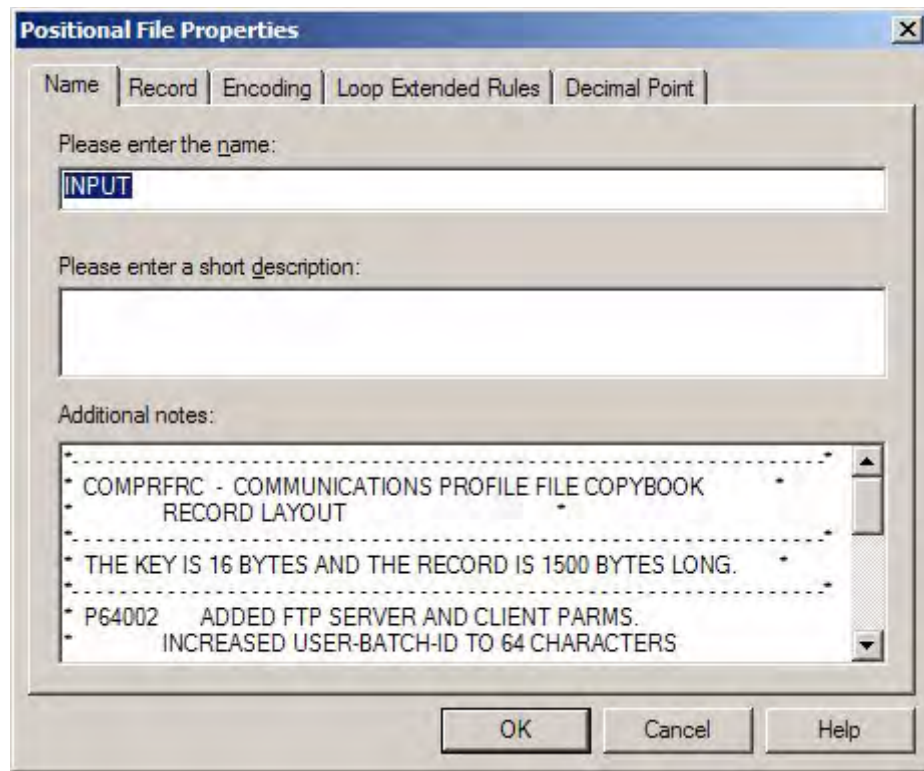 Positional File Properties
Name Record Encoding Loop Extended Rules Decimal Point
Please enter the name:
INPUT
Please enter a short description:
Additional notes:
*- - - - - - - - - - - - - - - - - - - - - - - - - - - - - - - - - - - - - - - - - - - - - - - - - - - - - - - - - - - - - - -*
* COMPRFRC - COMMUNICATIONS PROFILE FILE COPYBOOK *
* RECORD LAYOUT *
*- - - - - - - - - - - - - - - - - - - - - - - - - - - - - - - - - - - - - - - - - - - - - - - - - - - - - - - - - - - - - - -*
* THE KEY IS 16 BYTES AND THE RECORD IS 1500 BYTES LONG. *
*- - - - - - - - - - - - - - - - - - - - - - - - - - - - - - - - - - - - - - - - - - - - - - - - - - - - - - - - - - - - - - -*
* P64002 ADDED FTP SERVER AND CLIENT PARMS.
* INCREASED USER-BATCH-ID TO 64 CHARACTERS
OK Cancel Help